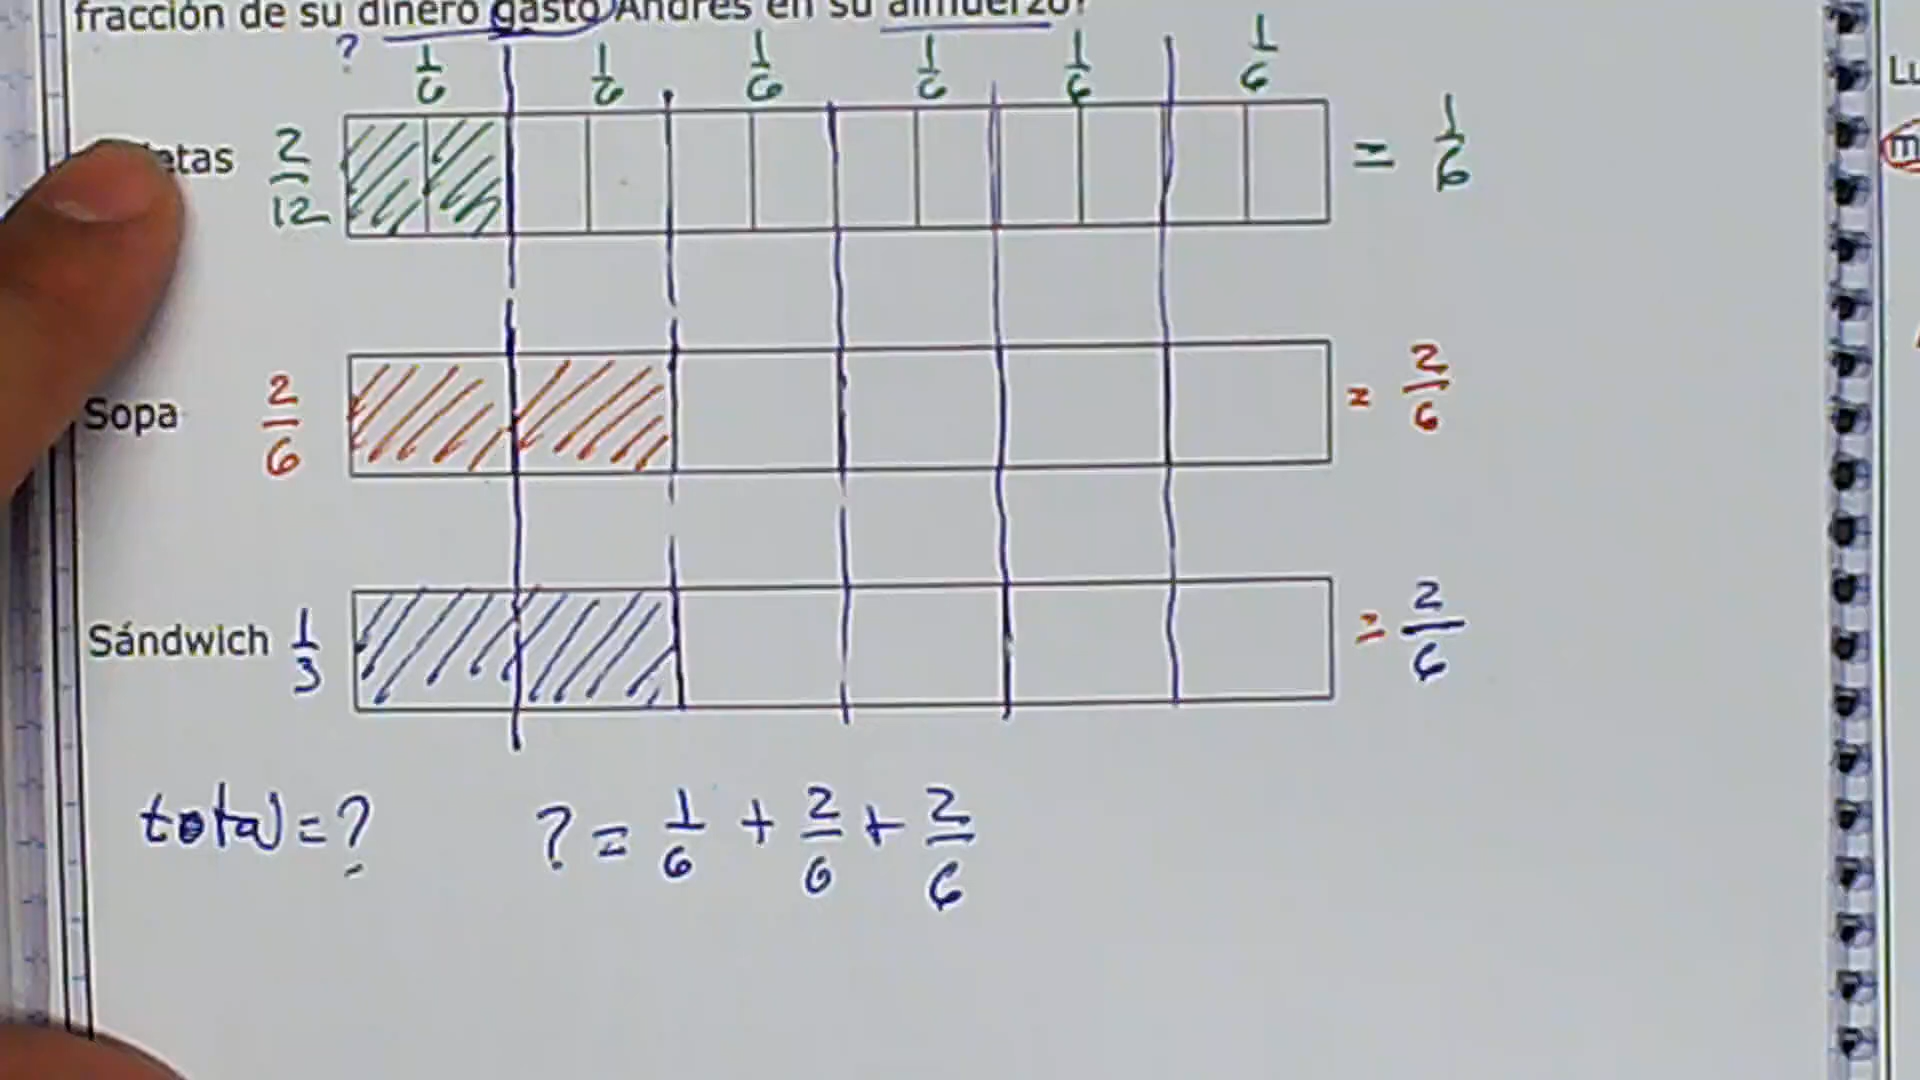 fracción de su dinero gastó Andrés en su almuerzo?
? 1/6 1/6 1/6 1/6 1/6 1/6
etas 2/12 = 1/6
Sopa 2/6 = 2/6
Sándwich 1/3 = 2/6
total = ? ? = 1/6 + 2/6 + 2/6
Lu
m